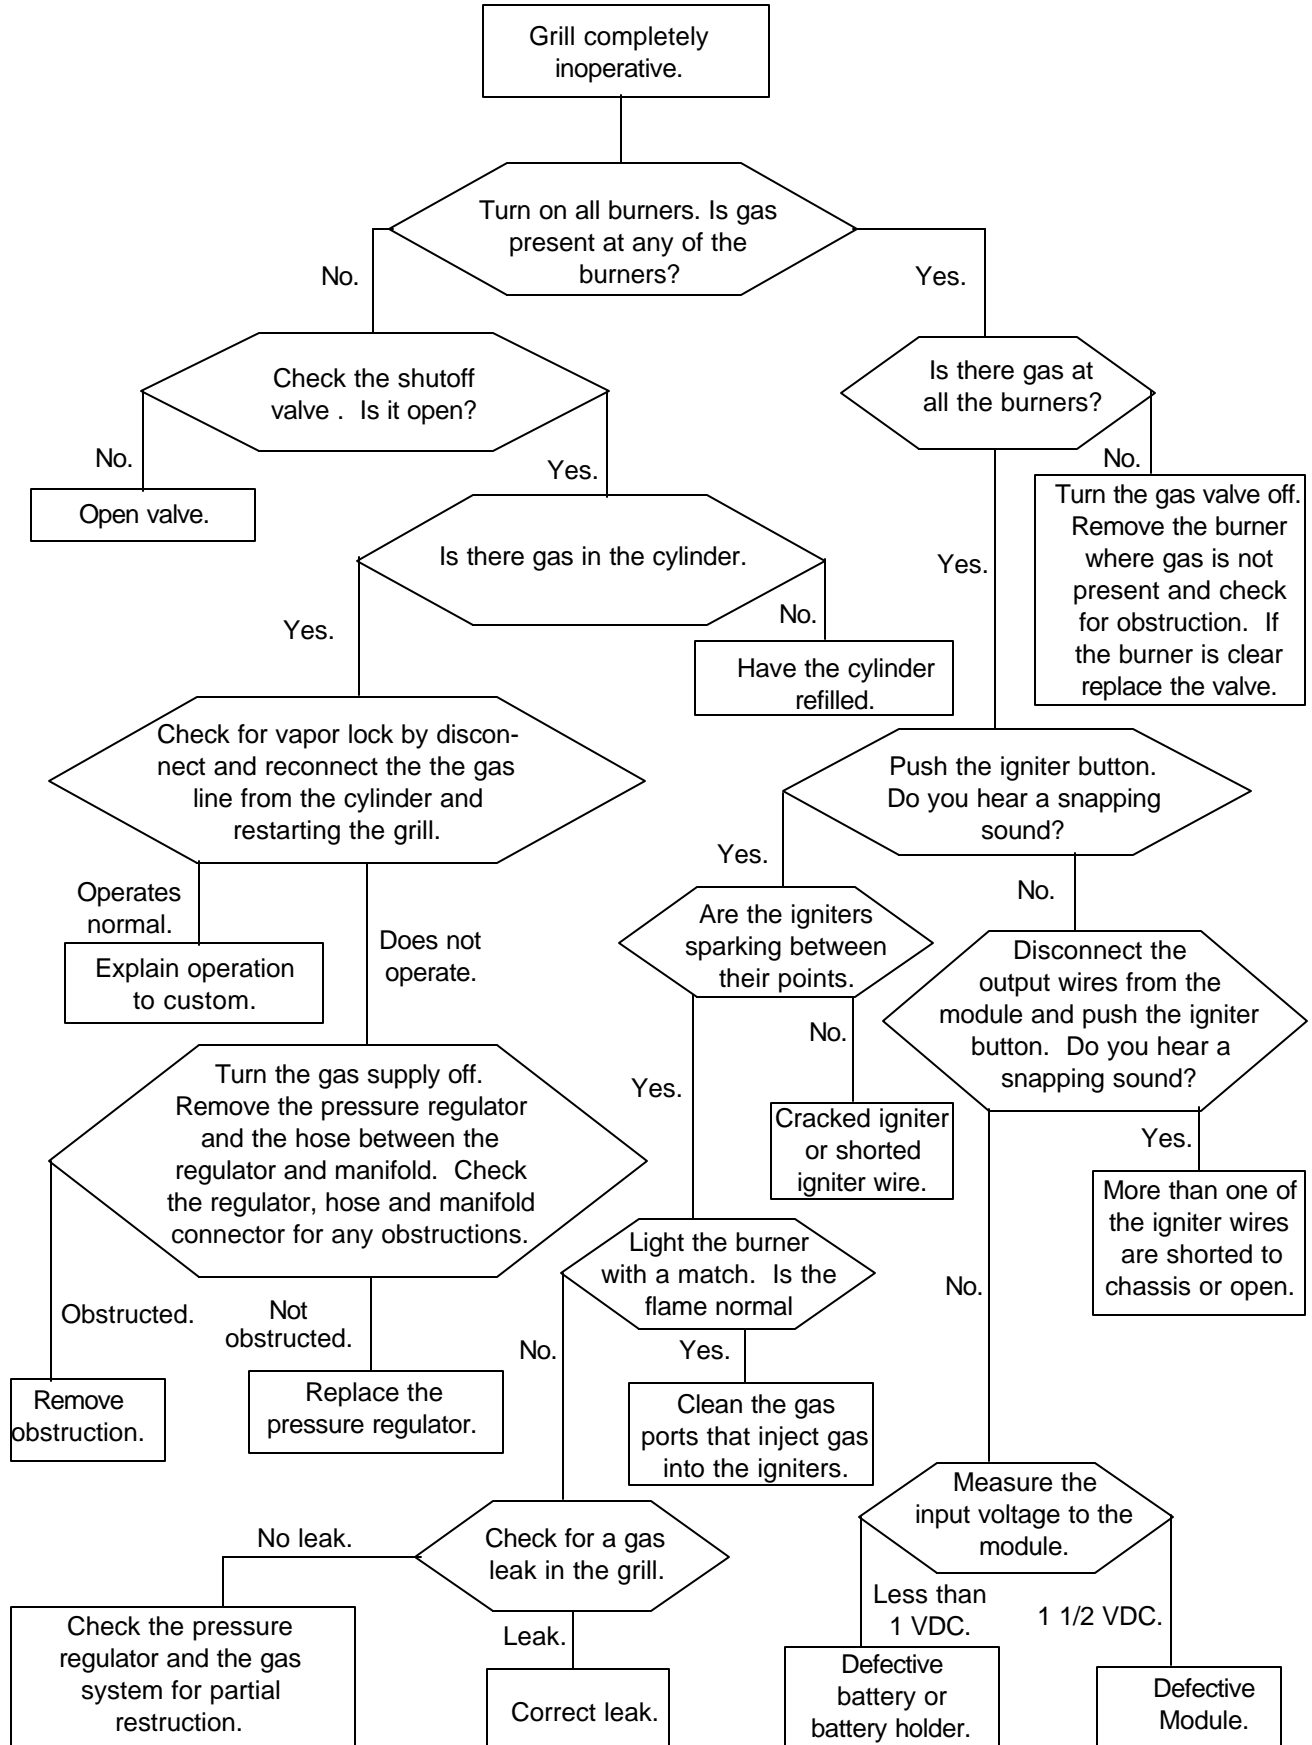 Grill completely
inoperative.
Turn on all burners. Is gas
present at any of the
burners?
No.
Yes.
Check the shutoff
valve . Is it open?
Is there gas at
all the burners?
No.
Yes.
No.
Open valve.
Turn the gas valve off.
Remove the burner
where gas is not
present and check
for obstruction. If
the burner is clear
replace the valve.
Is there gas in the cylinder.
Yes.
Yes.
No.
Have the cylinder
refilled.
Check for vapor lock by discon-
nect and reconnect the the gas
line from the cylinder and
restarting the grill.
Push the igniter button.
Do you hear a snapping
sound?
Yes.
No.
Operates
normal.
Does not
operate.
Explain operation
to custom.
Are the igniters
sparking between
their points.
Disconnect the
output wires from the
module and push the igniter
button. Do you hear a
snapping sound?
No.
Yes.
Turn the gas supply off.
Remove the pressure regulator
and the hose between the
regulator and manifold. Check
the regulator, hose and manifold
connector for any obstructions.
Cracked igniter
or shorted
igniter wire.
Yes.
More than one of
the igniter wires
are shorted to
chassis or open.
Light the burner
with a match. Is the
flame normal
No.
Obstructed.
Not
obstructed.
No.
Yes.
Remove
obstruction.
Replace the
pressure regulator.
Clean the gas
ports that inject gas
into the igniters.
Measure the
input voltage to the
module.
No leak.
Check for a gas
leak in the grill.
Less than
1 VDC.
1 1/2 VDC.
Leak.
Check the pressure
regulator and the gas
system for partial
restruction.
Correct leak.
Defective
battery or
battery holder.
Defective
Module.